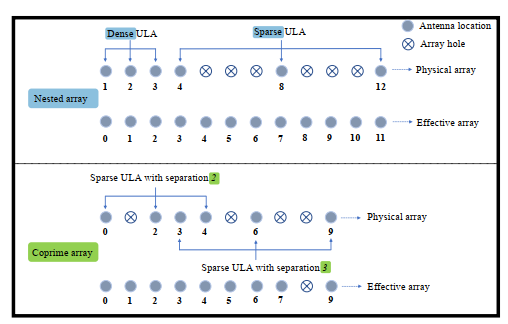 Dense ULA
Sparse ULA
Antenna location
Array hole
Physical array
1 2 3 4 8 12
Nested array
Effective array
0 1 2 3 4 5 6 7 8 9 10 11
Sparse ULA with separation 2
Physical array
0 2 3 4 6 9
Coprime array
Sparse ULA with separation 3
Effective array
0 1 2 3 4 5 6 7 9